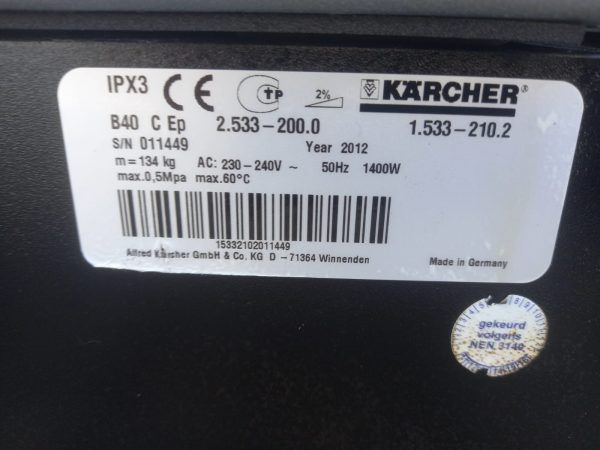 IPX3 CE TP 2% KÄRCHER®
B40 C Ep 2.533-200.0 1.533-210.2
S/N 011449 Year 2012
m=134 kg AC: 230-240V ~ 50Hz 1400W
max.0,5Mpa max.60°C
15332102011449
Alfred Kärcher GmbH & Co. KG D -71364 Winnenden Made in Germany
gekeurd
volgens
NEN 3140